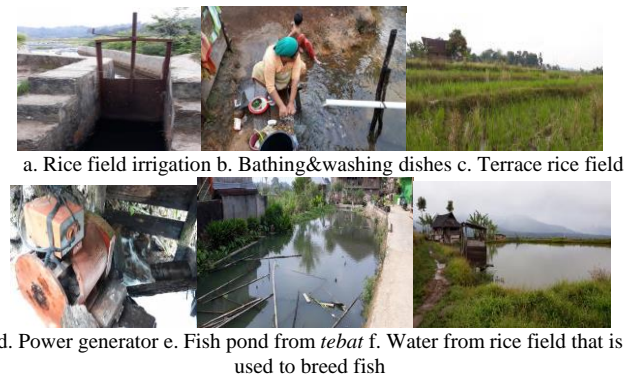 a. Rice field irrigation b. Bathing&washing dishes c. Terrace rice field
d. Power generator e. Fish pond from tebat f. Water from rice field that is
used to breed fish